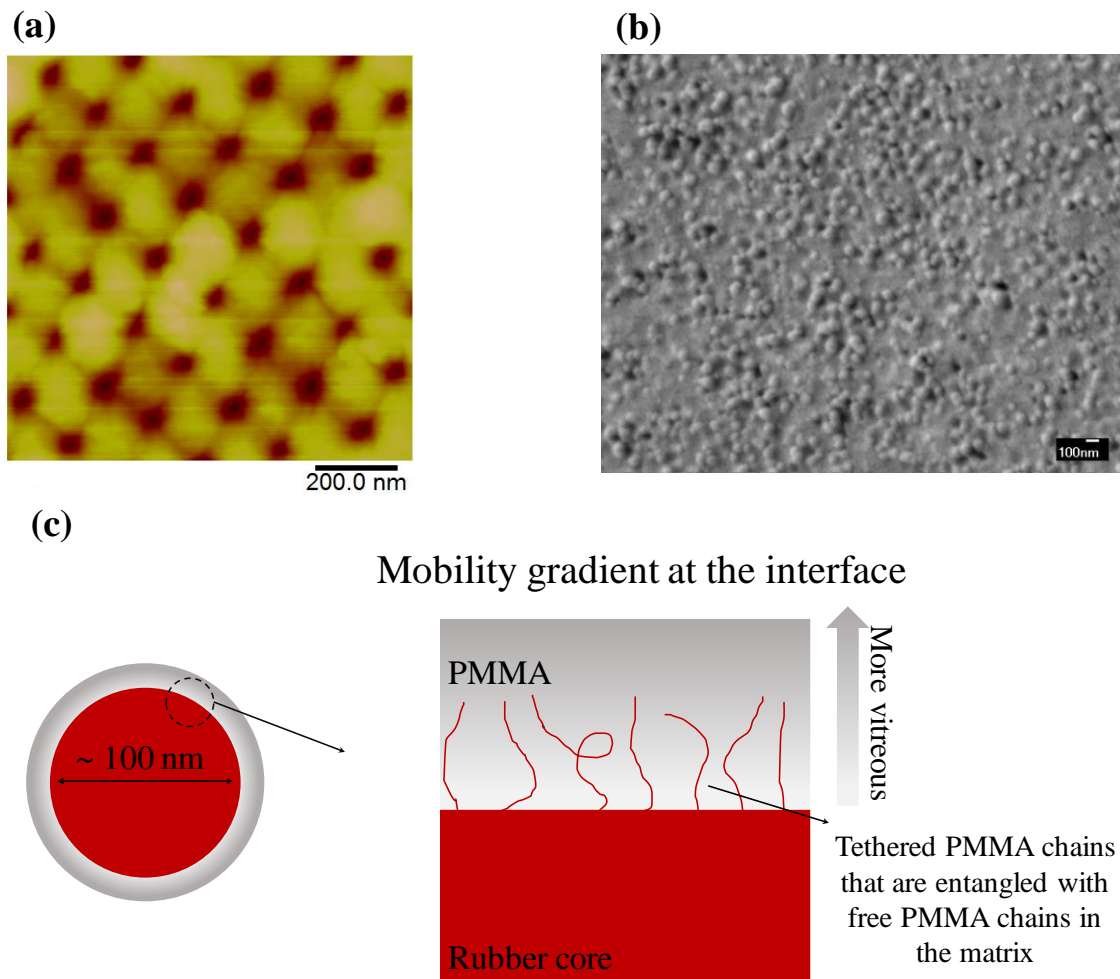 (a)
(b)
200.0 nm
100nm
(c)
Mobility gradient at the interface
PMMA
More vitreous
~ 100 nm
Tethered PMMA chains
that are entangled with
free PMMA chains in
the matrix
Rubber core